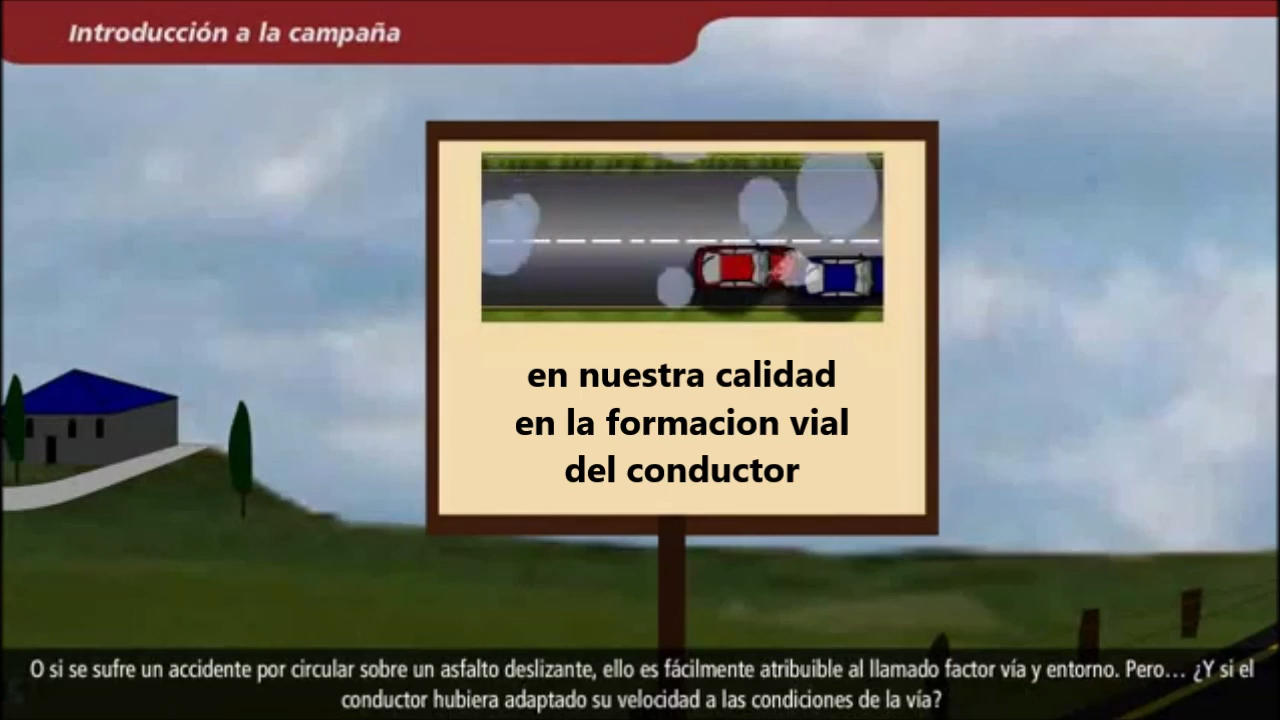 Introducción a la campaña
en nuestra calidad
en la formacion vial
del conductor
O si se sufre un accidente por circular sobre un asfalto deslizante, ello es fácilmente atribuible al llamado factor vía y entorno. Pero... ¿Y si el
conductor hubiera adaptado su velocidad a las condiciones de la vía?